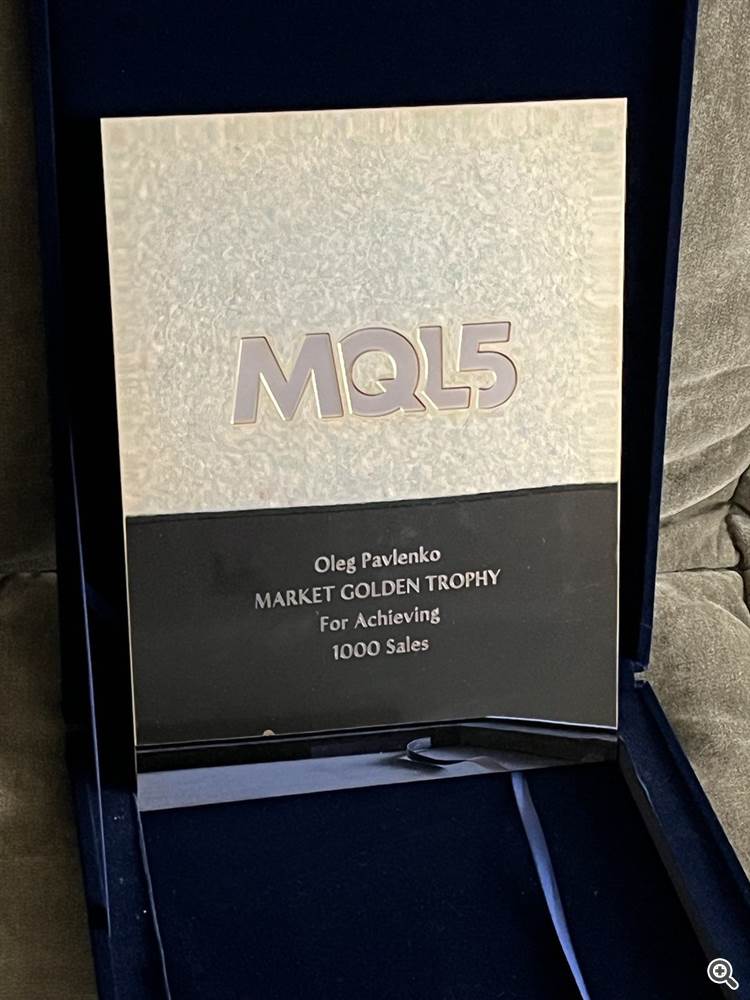 MQL5
Oleg Pavlenko
MARKET GOLDEN TROPHY
For Achieving
1000 Sales